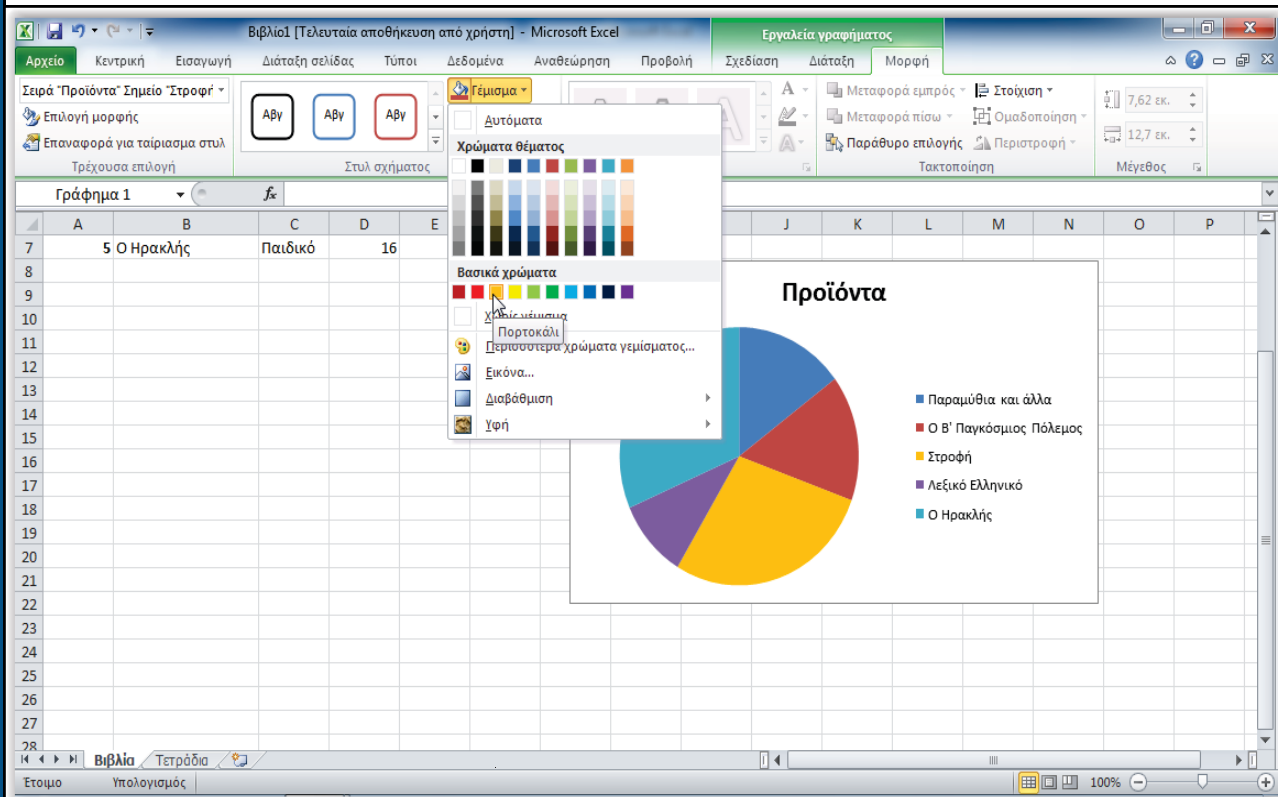 Βιβλίο1 [Τελευταία αποθήκευση από χρήστη] - Microsoft Excel
Εργαλεία γραφήματος
Αρχείο Κεντρική Εισαγωγή Διάταξη σελίδας Τύποι Δεδομένα Αναθεώρηση Προβολή Σχεδίαση Διάταξη Μορφή
Σειρά "Προϊόντα" Σημείο "Στροφή
Επιλογή μορφής
Επαναφορά για ταίριασμα στυλ
Τρέχουσα επιλογή
Αβγ Αβγ Αβγ
Στυλ σχήματος
Γέμισμα
Μεταφορά εμπρός
Μεταφορά πίσω
Παράθυρο επιλογής
Στοίχιση
Ομαδοποίηση
Περιστροφή
Τακτοποίηση
7,62 εκ.
12,7 εκ.
Μέγεθος
Αυτόματα
Χρώματα θέματος
Βασικά χρώματα
Χωρίς γέμισμα
Πορτοκάλι
Περισσότερα χρώματα γεμίσματος...
Εικόνα...
Διαβάθμιση
Υφή
Γράφημα 1 fx
A B C D E J K L M N O P
7 5 Ο Ηρακλής Παιδικό 16
8
9
10
11
12
13
14
15
16
17
18
19
20
21
22
23
24
25
26
27
28
Προϊόντα
Παραμύθια και άλλα
Ο Β' Παγκόσμιος Πόλεμος
Στροφή
Λεξικό Ελληνικό
Ο Ηρακλής
Βιβλία Τετράδια
Έτοιμο Υπολογισμός 100%